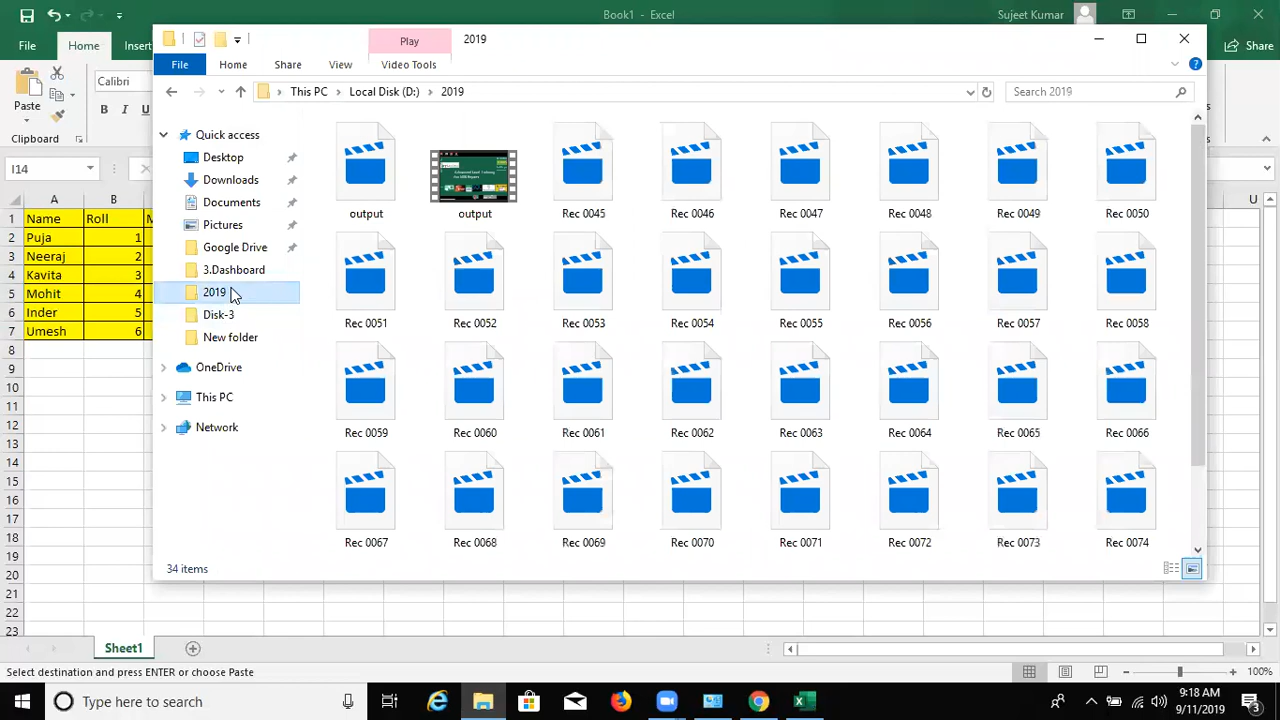 Book1 - Excel
Sujeet Kumar
File
Home
Insert
Share
Paste
Calibri
B
I
U
Clipboard
I14
Play
2019
File
Home
Share
View
Video Tools
This PC
Local Disk (D:)
2019
Search 2019
Quick access
Desktop
Downloads
Documents
Pictures
Google Drive
3.Dashboard
2019
Disk-3
New folder
OneDrive
This PC
Network
output
output
Rec 0045
Rec 0046
Rec 0047
Rec 0048
Rec 0049
Rec 0050
Rec 0051
Rec 0052
Rec 0053
Rec 0054
Rec 0055
Rec 0056
Rec 0057
Rec 0058
Rec 0059
Rec 0060
Rec 0061
Rec 0062
Rec 0063
Rec 0064
Rec 0065
Rec 0066
Rec 0067
Rec 0068
Rec 0069
Rec 0070
Rec 0071
Rec 0072
Rec 0073
Rec 0074
34 items
A B U
1 Name Roll M
2 Puja 1
3 Neeraj 2
4 Kavita 3
5 Mohit 4
6 Inder 5
7 Umesh 6
8
9
10
11
12
13
14
15
16
17
18
19
20
21
22
23
Sheet1
Select destination and press ENTER or choose Paste
100%
Type here to search
9:18 AM
9/11/2019
3